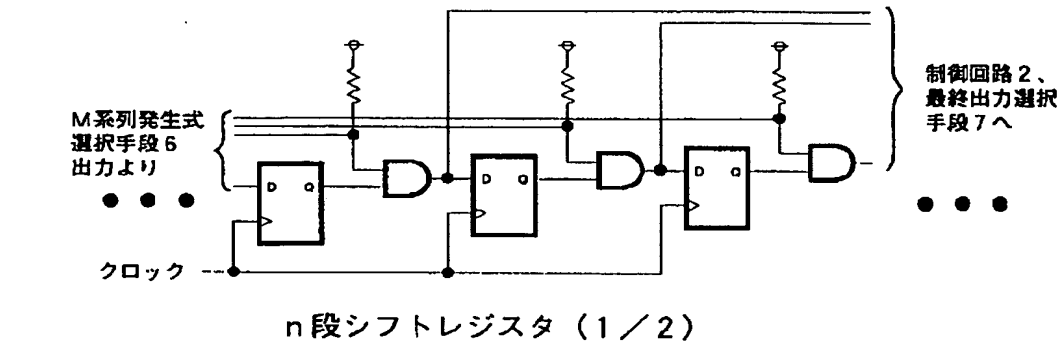 M系列発生式
選択手段6
出力より
制御回路2、
最終出力選択
手段7へ
D Q
D Q
D Q
クロック
n段シフトレジスタ(1/2)